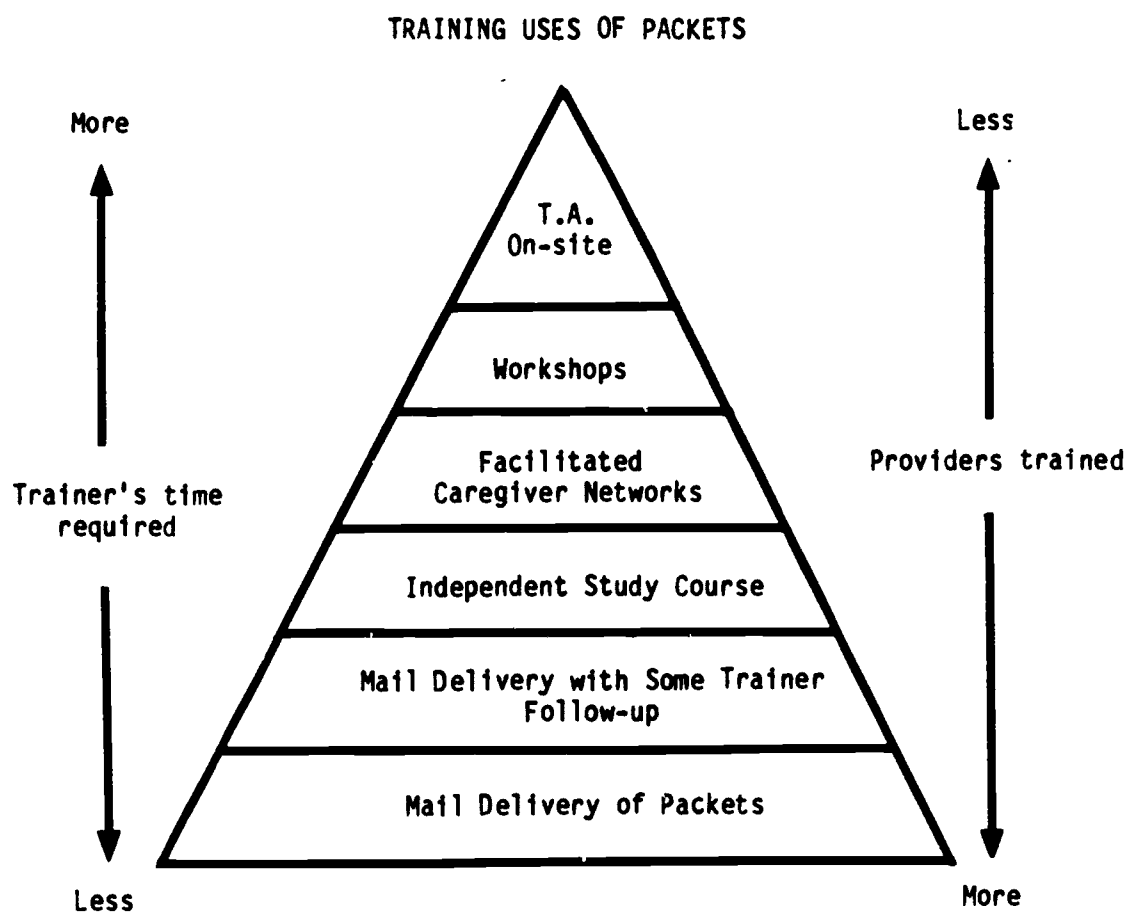 TRAINING USES OF PACKETS
More
Less
T.A.
On-site
Workshops
Facilitated
Caregiver Networks
Providers trained
Trainer's time
required
Independent Study Course
Mail Delivery with Some Trainer
Follow-up
Mail Delivery of Packets
Less
More